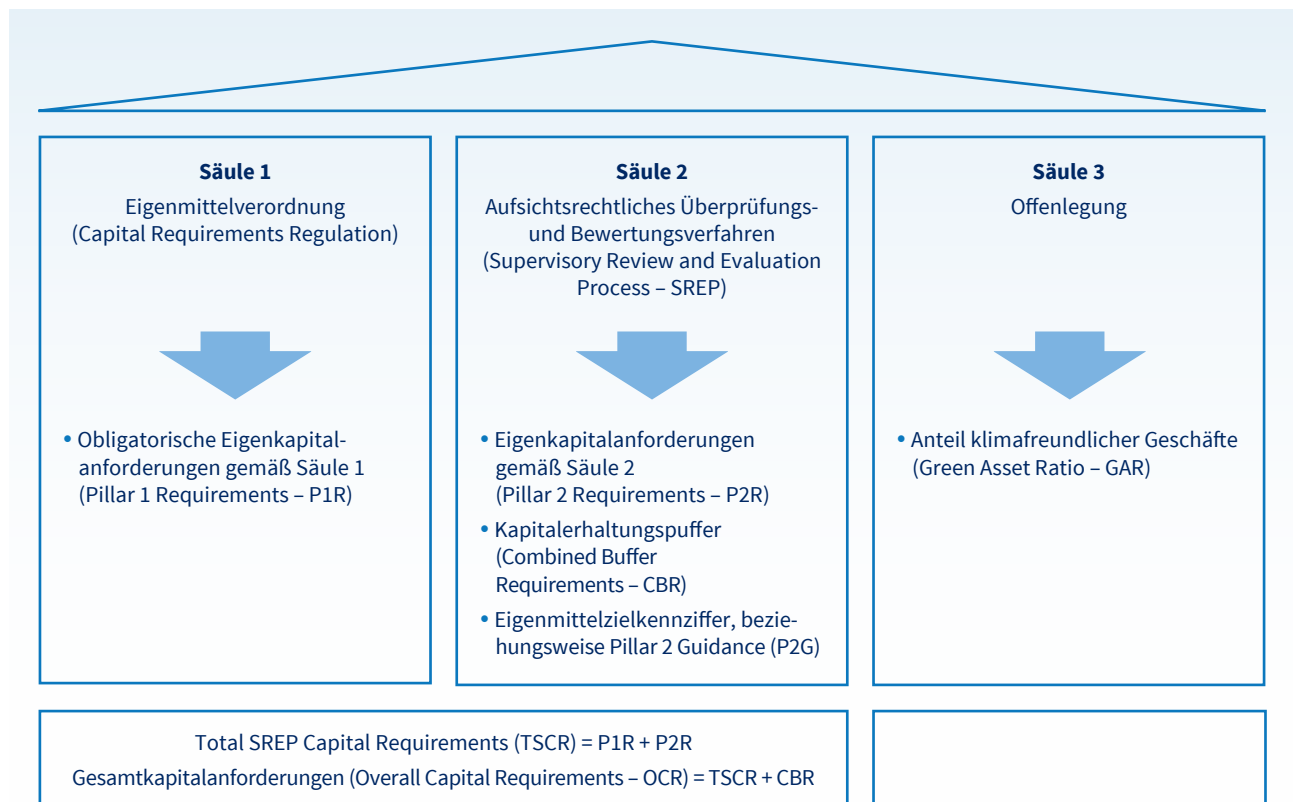 Säule 1
Eigenmittelverordnung
(Capital Requirements Regulation)
• Obligatorische Eigenkapital-
anforderungen gemäß Säule 1
(Pillar 1 Requirements – P1R)
Säule 2
Aufsichtsrechtliches Überprüfungs-
und Bewertungsverfahren
(Supervisory Review and Evaluation
Process – SREP)
• Eigenkapitalanforderungen
gemäß Säule 2
(Pillar 2 Requirements – P2R)
• Kapitalerhaltungspuffer
(Combined Buffer
Requirements – CBR)
• Eigenmittelzielkennziffer, bezie-
hungsweise Pillar 2 Guidance (P2G)
Säule 3
Offenlegung
• Anteil klimafreundlicher Geschäfte
(Green Asset Ratio – GAR)
Total SREP Capital Requirements (TSCR) = P1R + P2R
Gesamtkapitalanforderungen (Overall Capital Requirements – OCR) = TSCR + CBR